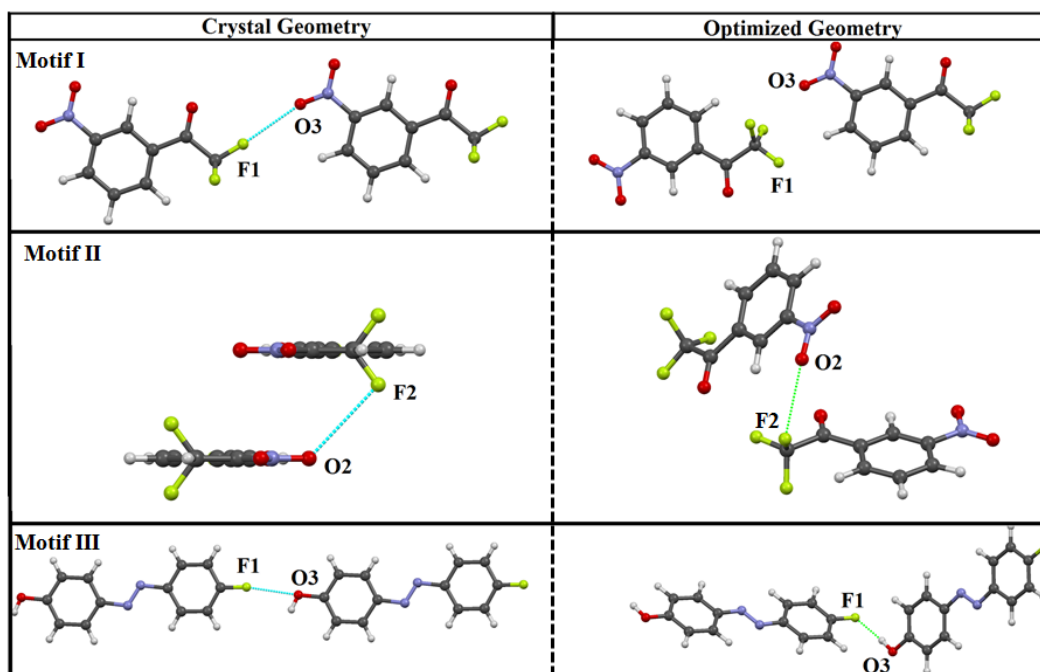 Crystal Geometry
Optimized Geometry
Motif I
O3
F1
O3
F1
Motif II
F2
O2
O2
F2
Motif III
F1
O3
F1
O3